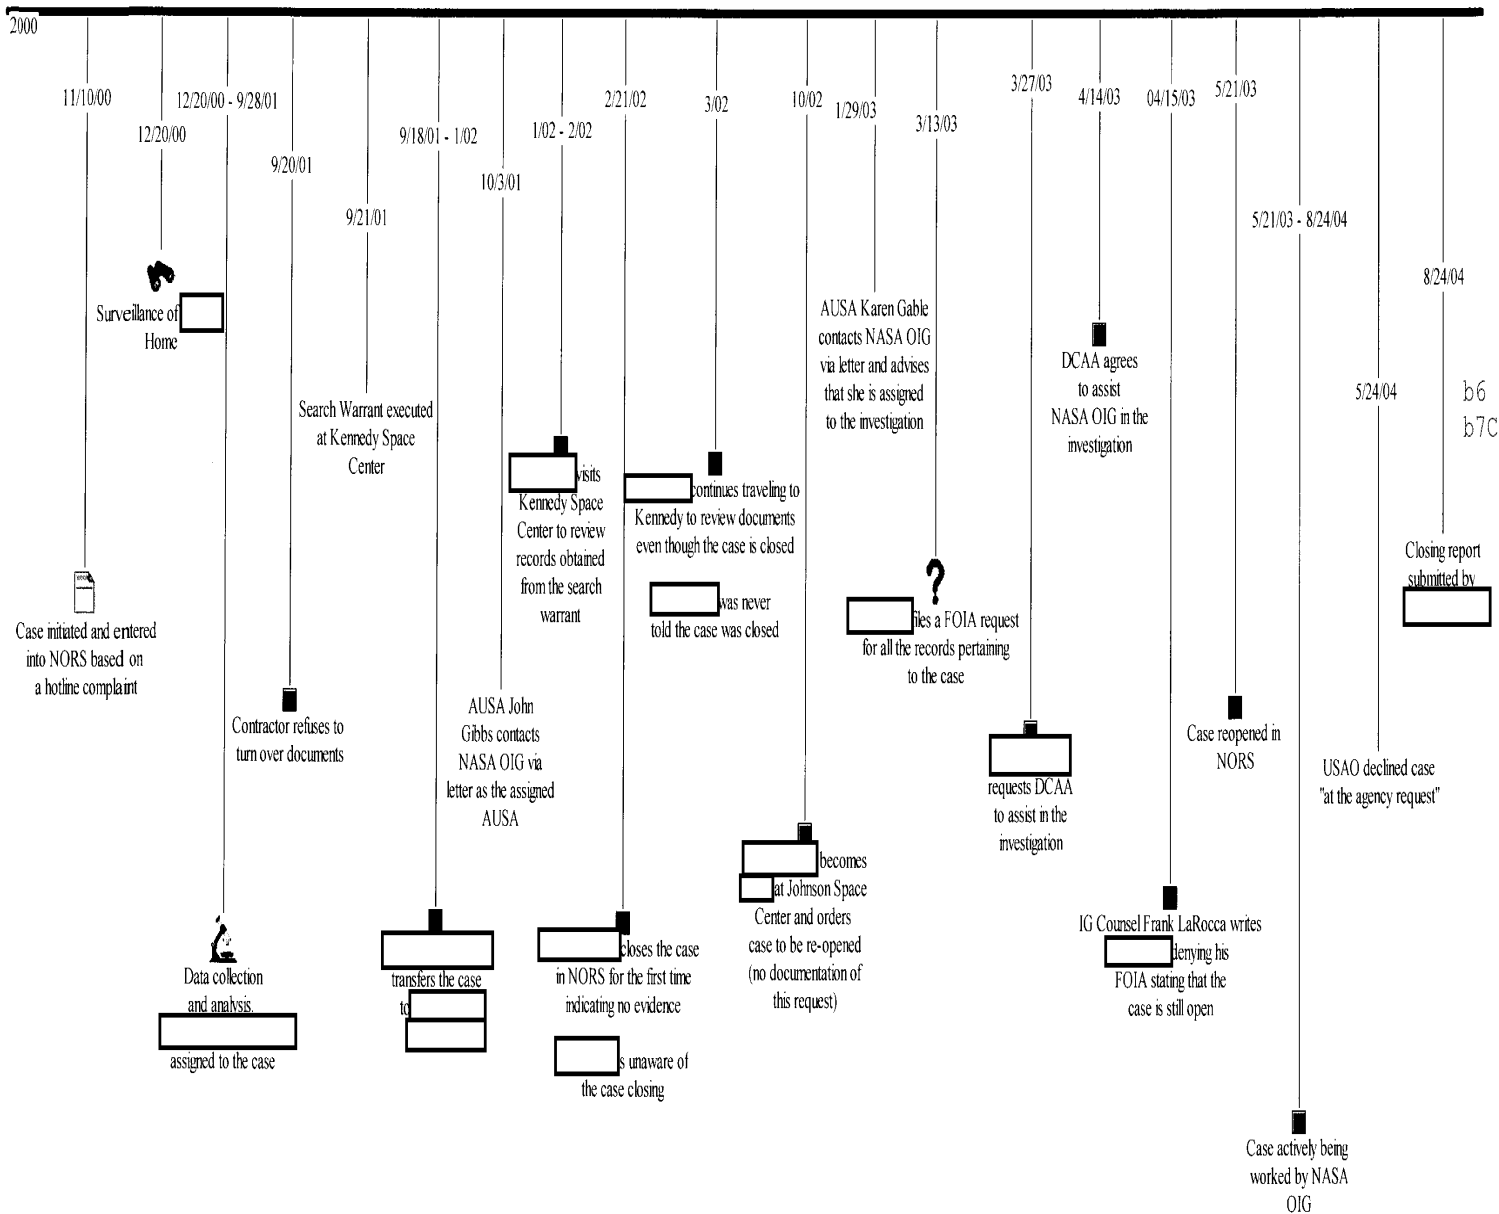 2000
11/10/00
Case initiated and entered
into NORS based on
a hotline complaint
12/20/00
Surveillance of
Home
12/20/00 - 9/28/01
Data collection
and analysis.
assigned to the case
9/20/01
Contractor refuses to
turn over documents
9/21/01
Search Warrant executed
at Kennedy Space
Center
9/18/01 - 1/02
transfers the case
to
10/3/01
AUSA John
Gibbs contacts
NASA OIG via
letter as the assigned
AUSA
1/02 - 2/02
visits
Kennedy Space
Center to review
records obtained
from the search
warrant
2/21/02
closes the case
in NORS for the first time
indicating no evidence
s unaware of
the case closing
3/02
continues traveling to
Kennedy to review documents
even though the case is closed
was never
told the case was closed
10/02
becomes
at Johnson Space
Center and orders
case to be re-opened
(no documentation of
this request)
1/29/03
AUSA Karen Gable
contacts NASA OIG
via letter and advises
that she is assigned
to the investigation
3/13/03
?
files a FOIA request
for all the records pertaining
to the case
3/27/03
requests DCAA
to assist in the
investigation
4/14/03
DCAA agrees
to assist
NASA OIG in the
investigation
04/15/03
IG Counsel Frank LaRocca writes
denying his
FOIA stating that the
case is still open
5/21/03
Case reopened in
NORS
5/21/03 - 8/24/04
Case actively being
worked by NASA
OIG
5/24/04
USAO declined case
"at the agency request"
8/24/04
Closing report
submitted by
b6
b7C